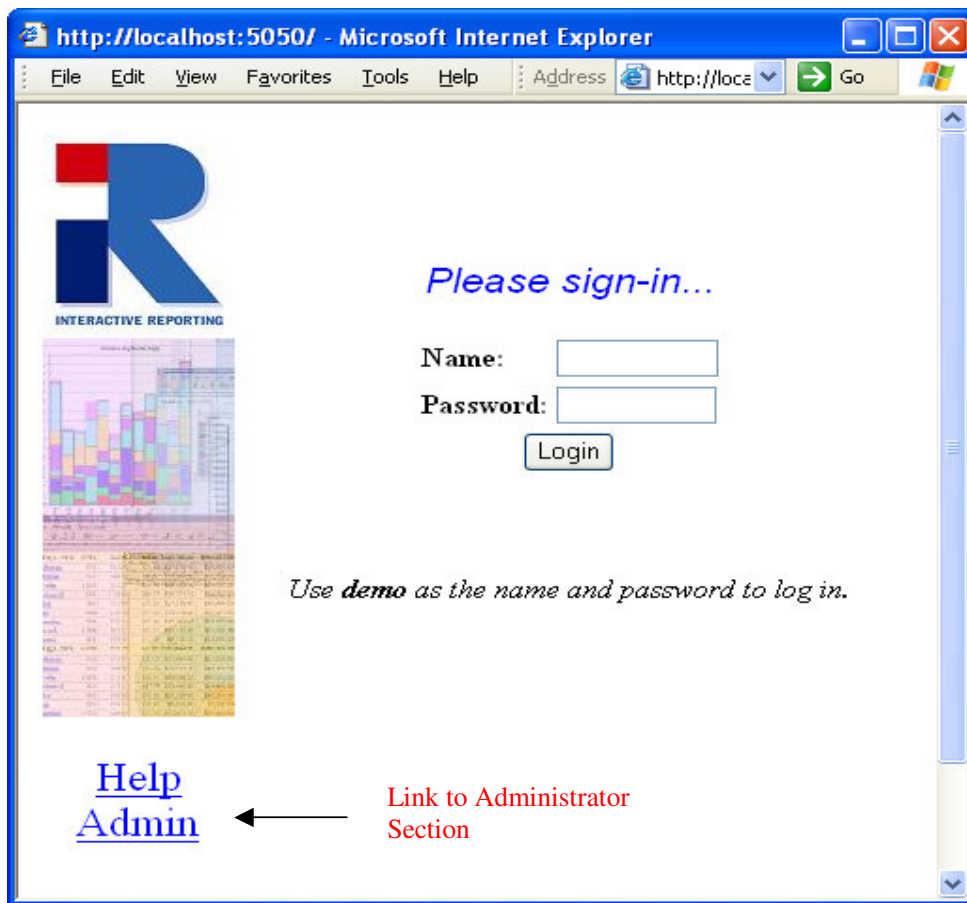 http://localhost:5050/ - Microsoft Internet Explorer
File Edit View Favorites Tools Help Address http://loca Go
INTERACTIVE REPORTING
Please sign-in...
Name:
Password:
Login
Use demo as the name and password to log in.
Help
Admin
Link to Administrator
Section